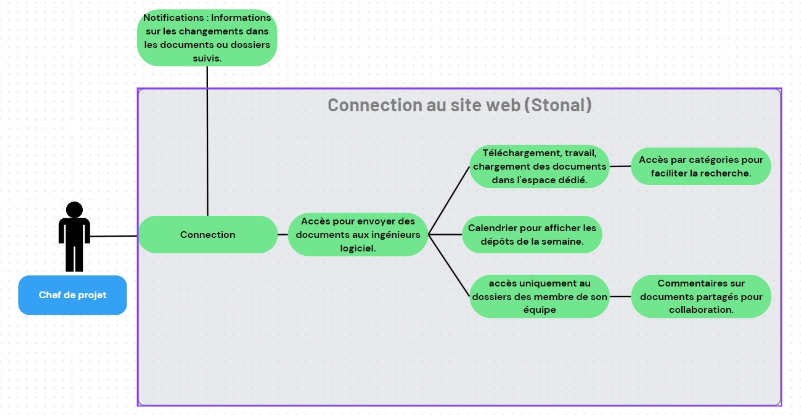 Notifications : Informations
sur les changements dans
les documents ou dossiers
suivis.
Connection au site web (Stonal)
Téléchargement, travail,
chargement des documents
dans l'espace dédié.
Accès par catégories pour
faciliter la recherche.
Connection
Accès pour envoyer des
documents aux ingénieurs
logiciel.
Calendrier pour afficher les
dépôts de la semaine.
Chef de projet
accès uniquement au
dossiers des membre de son
équipe
Commentaires sur
documents partagés pour
collaboration.